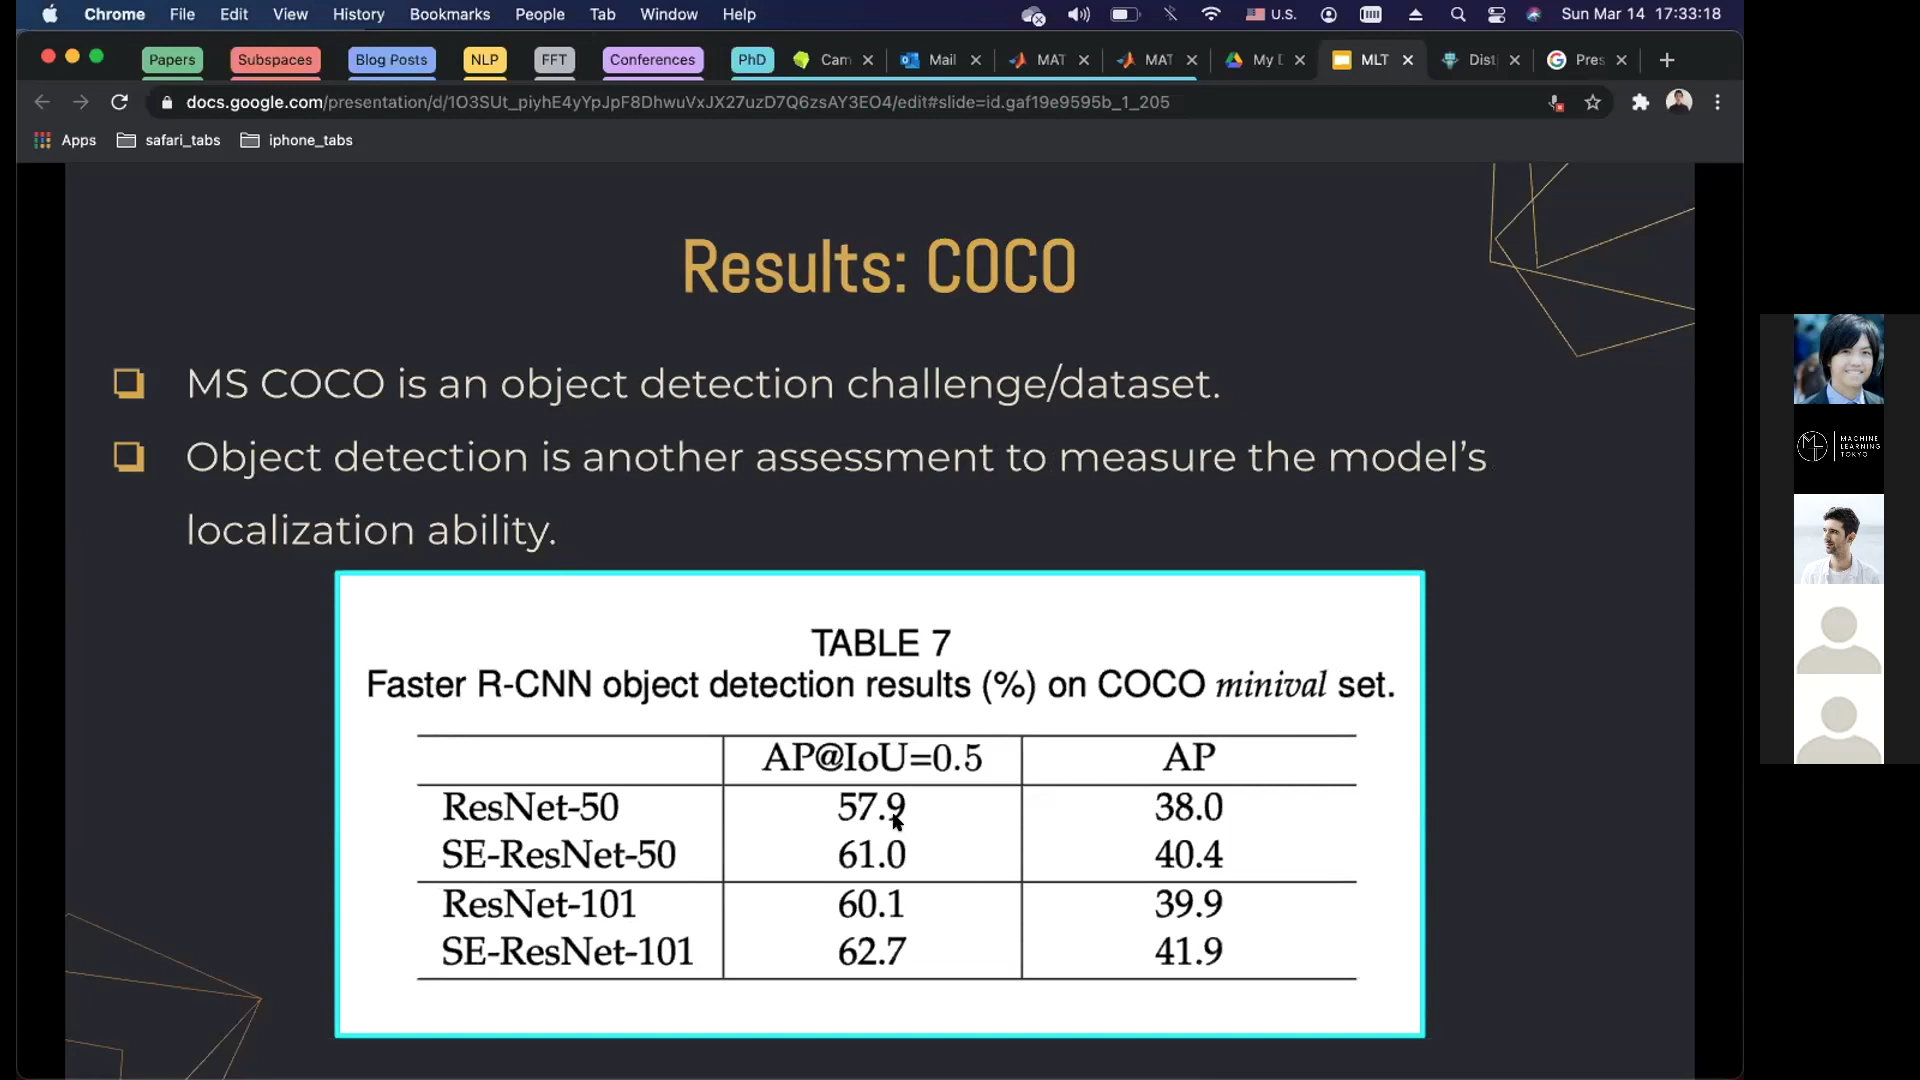 Chrome File Edit View History Bookmarks People Tab Window Help U.S. Sun Mar 14 17:33:18
Papers Subspaces Blog Posts NLP FFT Conferences PhD Cam Mail MAT MAT My D MLT Dist Pres
docs.google.com/presentation/d/1O3SUt_piyhE4yYpJpF8DhwuVxJX27uzD7Q6zsAY3EO4/edit#slide=id.gaf19e9595b_1_205
Apps safari_tabs iphone_tabs
Results: COCO
MS COCO is an object detection challenge/dataset.
Object detection is another assessment to measure the model's
localization ability.
TABLE 7
Faster R-CNN object detection results (%) on COCO minival set.
AP@IoU=0.5 AP
ResNet-50 57.9 38.0
SE-ResNet-50 61.0 40.4
ResNet-101 60.1 39.9
SE-ResNet-101 62.7 41.9
MACHINE
LEARNING
TOKYO